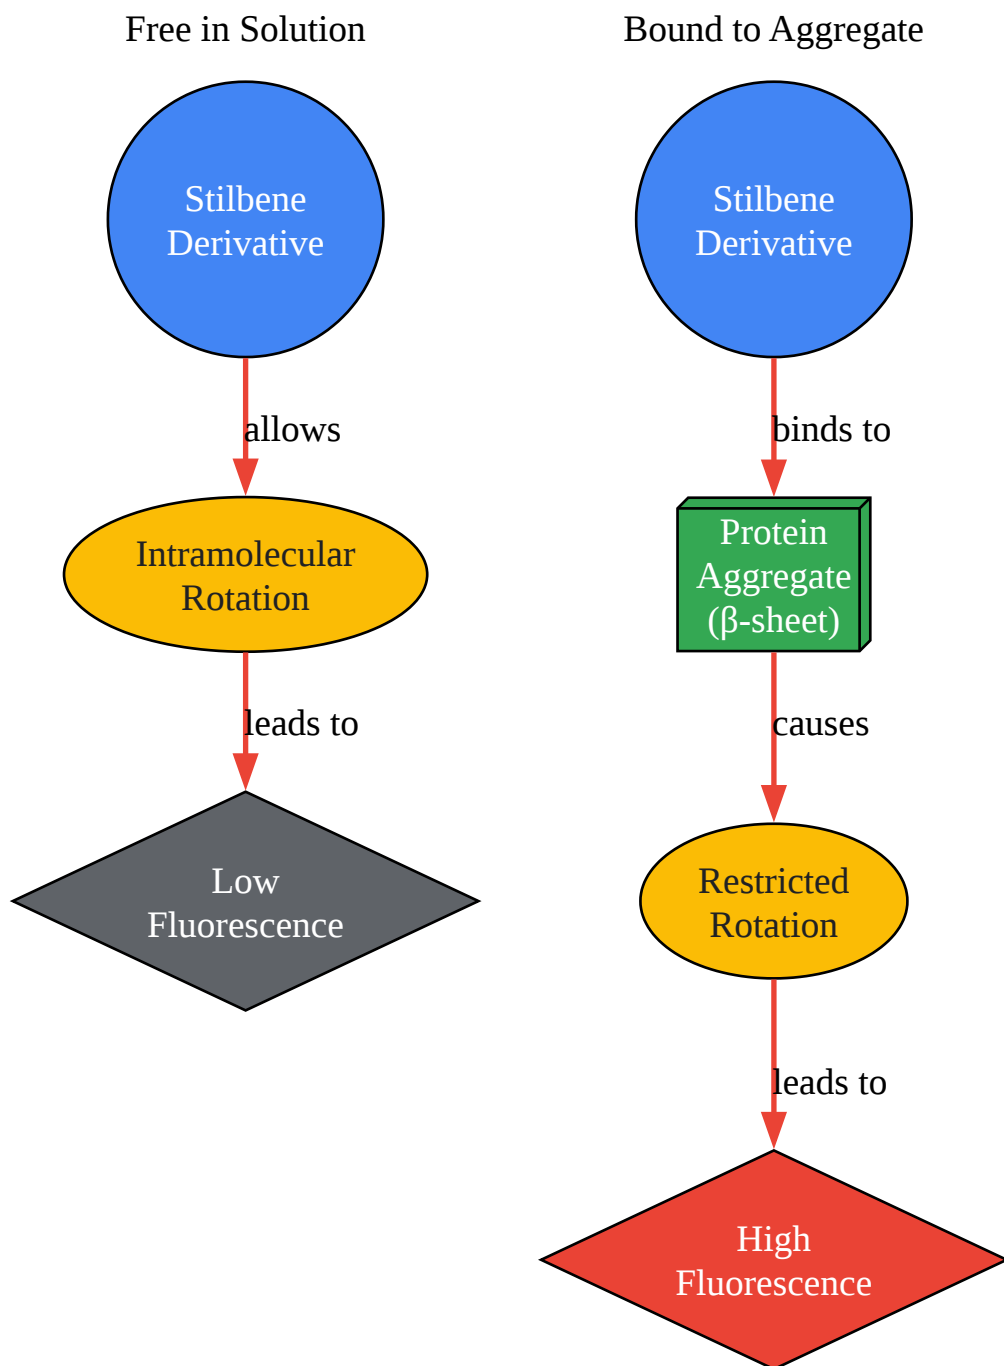 Free in Solution
Stilbene
Derivative
allows
Intramolecular
Rotation
leads to
Low
Fluorescence
Bound to Aggregate
Stilbene
Derivative
binds to
Protein
Aggregate
(β-sheet)
causes
Restricted
Rotation
leads to
High
Fluorescence